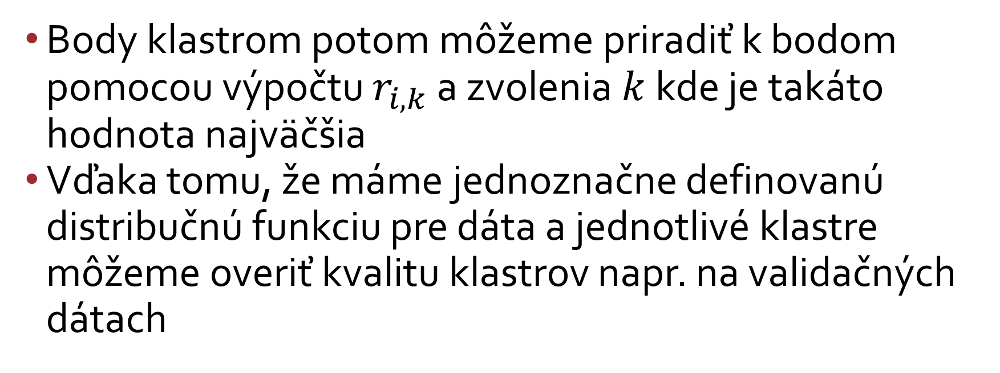 • Body klastrom potom môžeme priradiť k bodom
pomocou výpočtu r_{i,k} a zvolenia k kde je takáto
hodnota najväčšia
• Vďaka tomu, že máme jednoznačne definovanú
distribučnú funkciu pre dáta a jednotlivé klastre
môžeme overiť kvalitu klastrov napr. na validačných
dátach